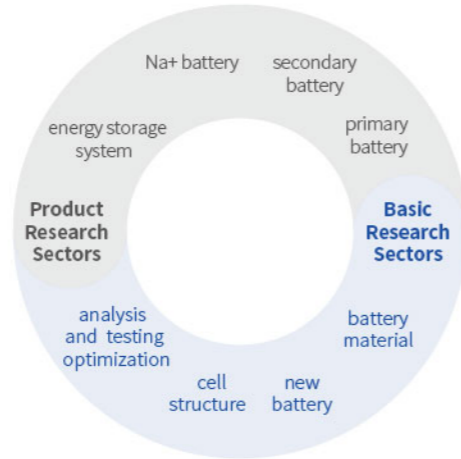 Na+ battery
secondary
battery
energy storage
system
primary
battery
Product
Research
Sectors
Basic
Research
Sectors
analysis
and testing
optimization
battery
material
cell
structure
new
battery